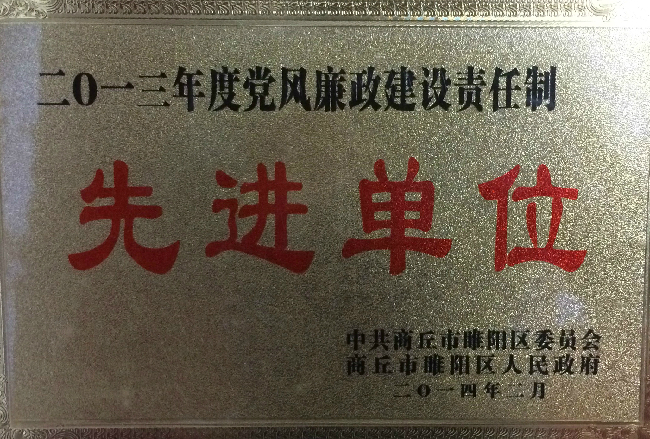 二〇一三年度党风廉政建设责任制
先进单位
中共商丘市睢阳区委员会
商丘市睢阳区人民政府
二〇一四年二月